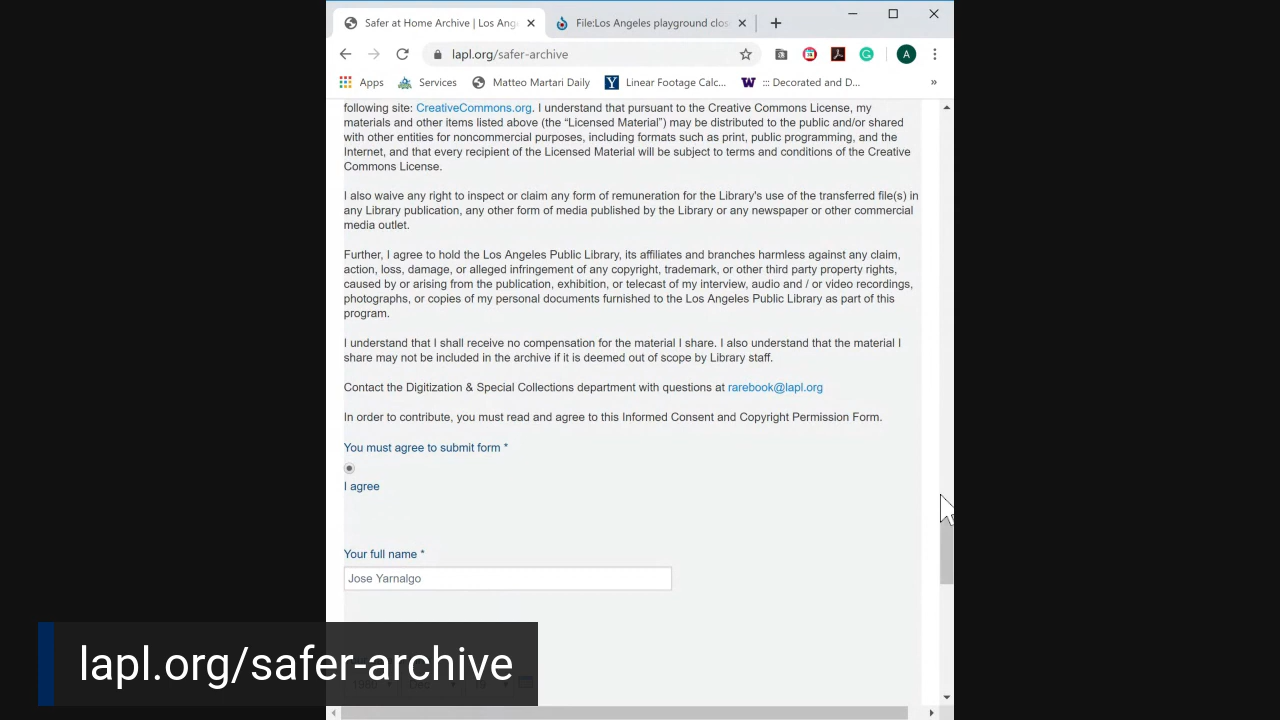 Safer at Home Archive | Los Ang
File:Los Angeles playground clos
lapl.org/safer-archive
A
Apps
Services
Matteo Martari Daily
Linear Footage Calc...
::: Decorated and D...
»
following site: CreativeCommons.org. I understand that pursuant to the Creative Commons License, my
materials and other items listed above (the “Licensed Material”) may be distributed to the public and/or shared
with other entities for noncommercial purposes, including formats such as print, public programming, and the
Internet, and that every recipient of the Licensed Material will be subject to terms and conditions of the Creative
Commons License.
I also waive any right to inspect or claim any form of remuneration for the Library's use of the transferred file(s) in
any Library publication, any other form of media published by the Library or any newspaper or other commercial
media outlet.
Further, I agree to hold the Los Angeles Public Library, its affiliates and branches harmless against any claim,
action, loss, damage, or alleged infringement of any copyright, trademark, or other third party property rights,
caused by or arising from the publication, exhibition, or telecast of my interview, audio and / or video recordings,
photographs, or copies of my personal documents furnished to the Los Angeles Public Library as part of this
program.
I understand that I shall receive no compensation for the material I share. I also understand that the material I
share may not be included in the archive if it is deemed out of scope by Library staff.
Contact the Digitization & Special Collections department with questions at rarebook@lapl.org
In order to contribute, you must read and agree to this Informed Consent and Copyright Permission Form.
You must agree to submit form *
I agree
Your full name *
Jose Yarnalgo
lapl.org/safer-archive